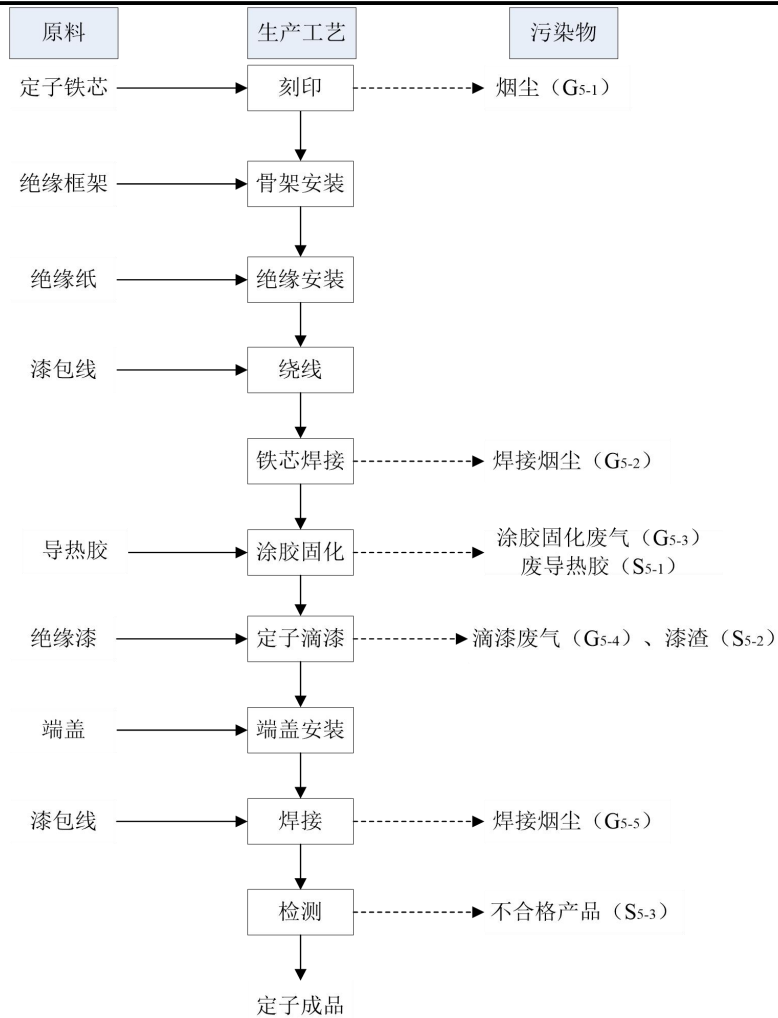 原料 生产工艺 污染物
定子铁芯 刻印 烟尘（G5-1）
绝缘框架 骨架安装
绝缘纸 绝缘安装
漆包线 绕线
铁芯焊接 焊接烟尘（G5-2）
导热胶 涂胶固化 涂胶固化废气（G5-3）
废导热胶（S5-1）
绝缘漆 定子滴漆 滴漆废气（G5-4）、漆渣（S5-2）
端盖 端盖安装
漆包线 焊接 焊接烟尘（G5-5）
检测 不合格产品（S5-3）
定子成品